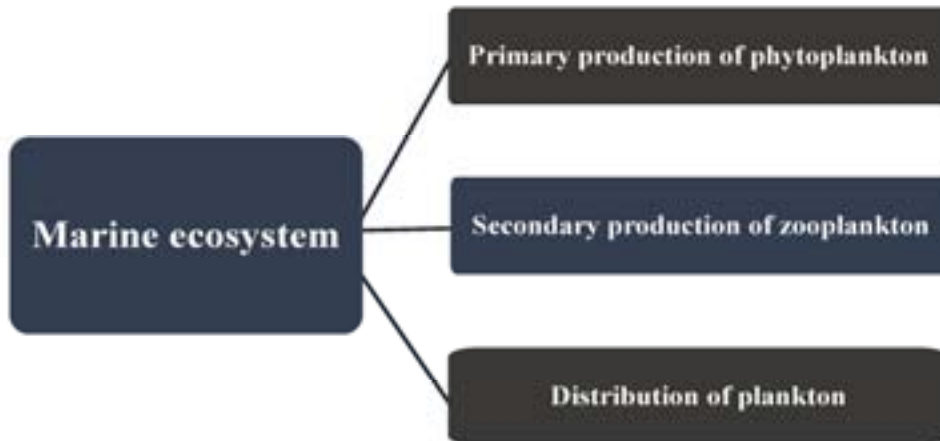 Primary production of phytoplankton
Marine ecosystem
Secondary production of zooplankton
Distribution of plankton